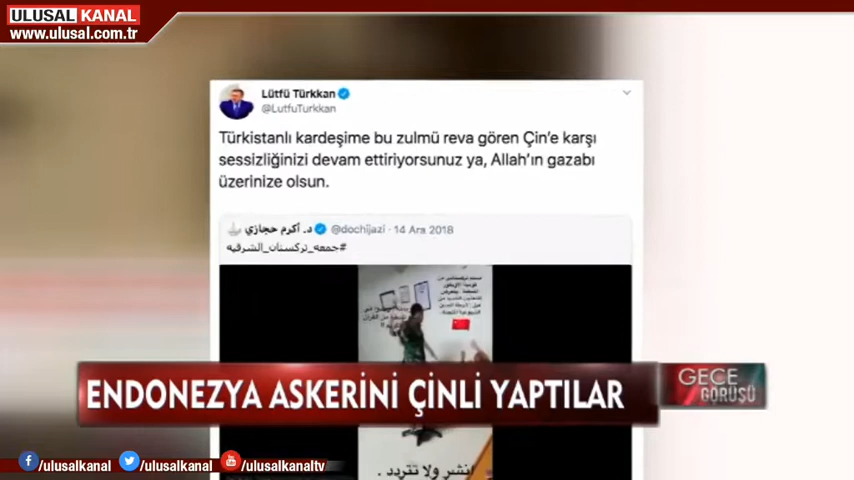 ULUSAL KANAL
www.ulusal.com.tr
Lütfü Türkkan
@LutfuTurkkan
Türkistanlı kardeşime bu zulmü reva gören Çin'e karşı
sessizliğinizi devam ettiriyorsunuz ya, Allah'ın gazabı
üzerinize olsun.
د. أكرم حجازي @dochijazi · 14 Ara 2018
#جمعه_تركستان_الشرقيه
ENDONEZYA ASKERİNİ ÇİNLİ YAPTILAR
GECE
GÖRÜŞÜ
انشر ولا تتردد .
/ulusalkanal /ulusalkanal /ulusalkanaltv